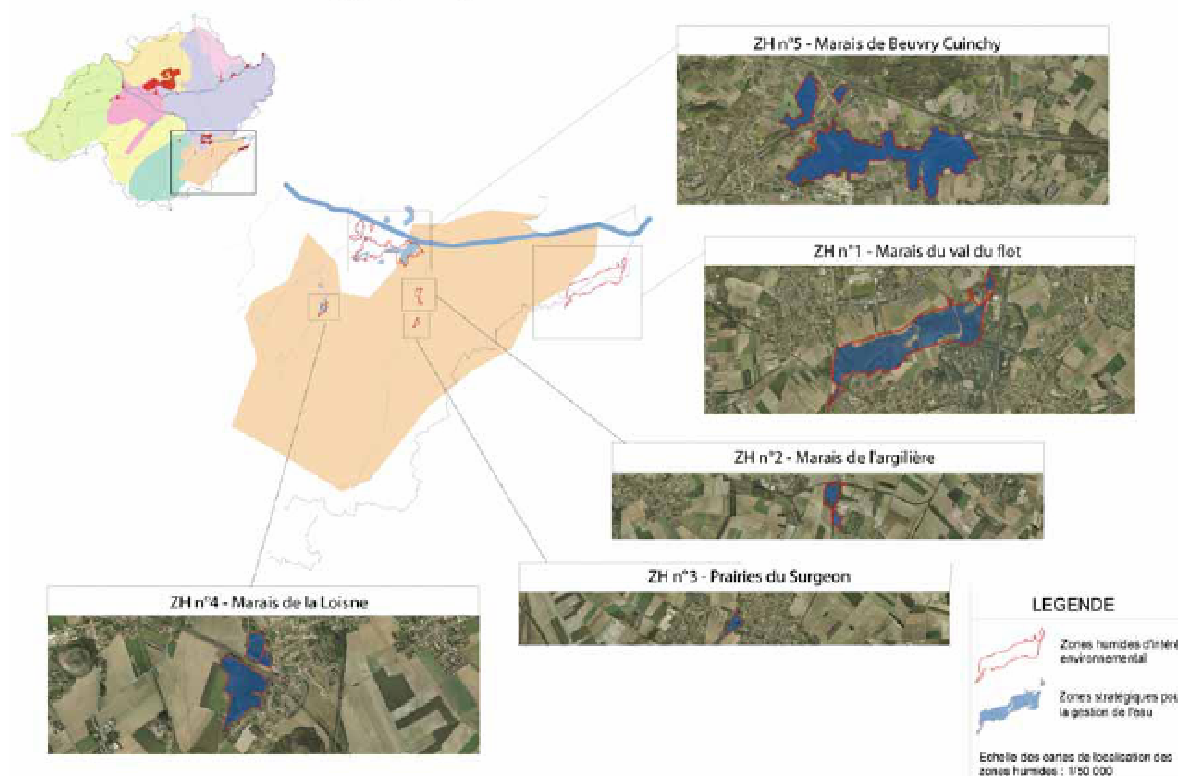 ZH n°5 - Marais de Beuvry Cuinchy
ZH n°1 - Marais du val du flot
ZH n°2 - Marais de l'argilière
ZH n°3 - Prairies du Surgeon
ZH n°4 - Marais de la Loisne
LEGENDE
Zones humides d'intérê
environnemental
Zones stratégiques pou
la gestion de l'eau
Echelle des cartes de localisation des
zones humides : 1/50 000